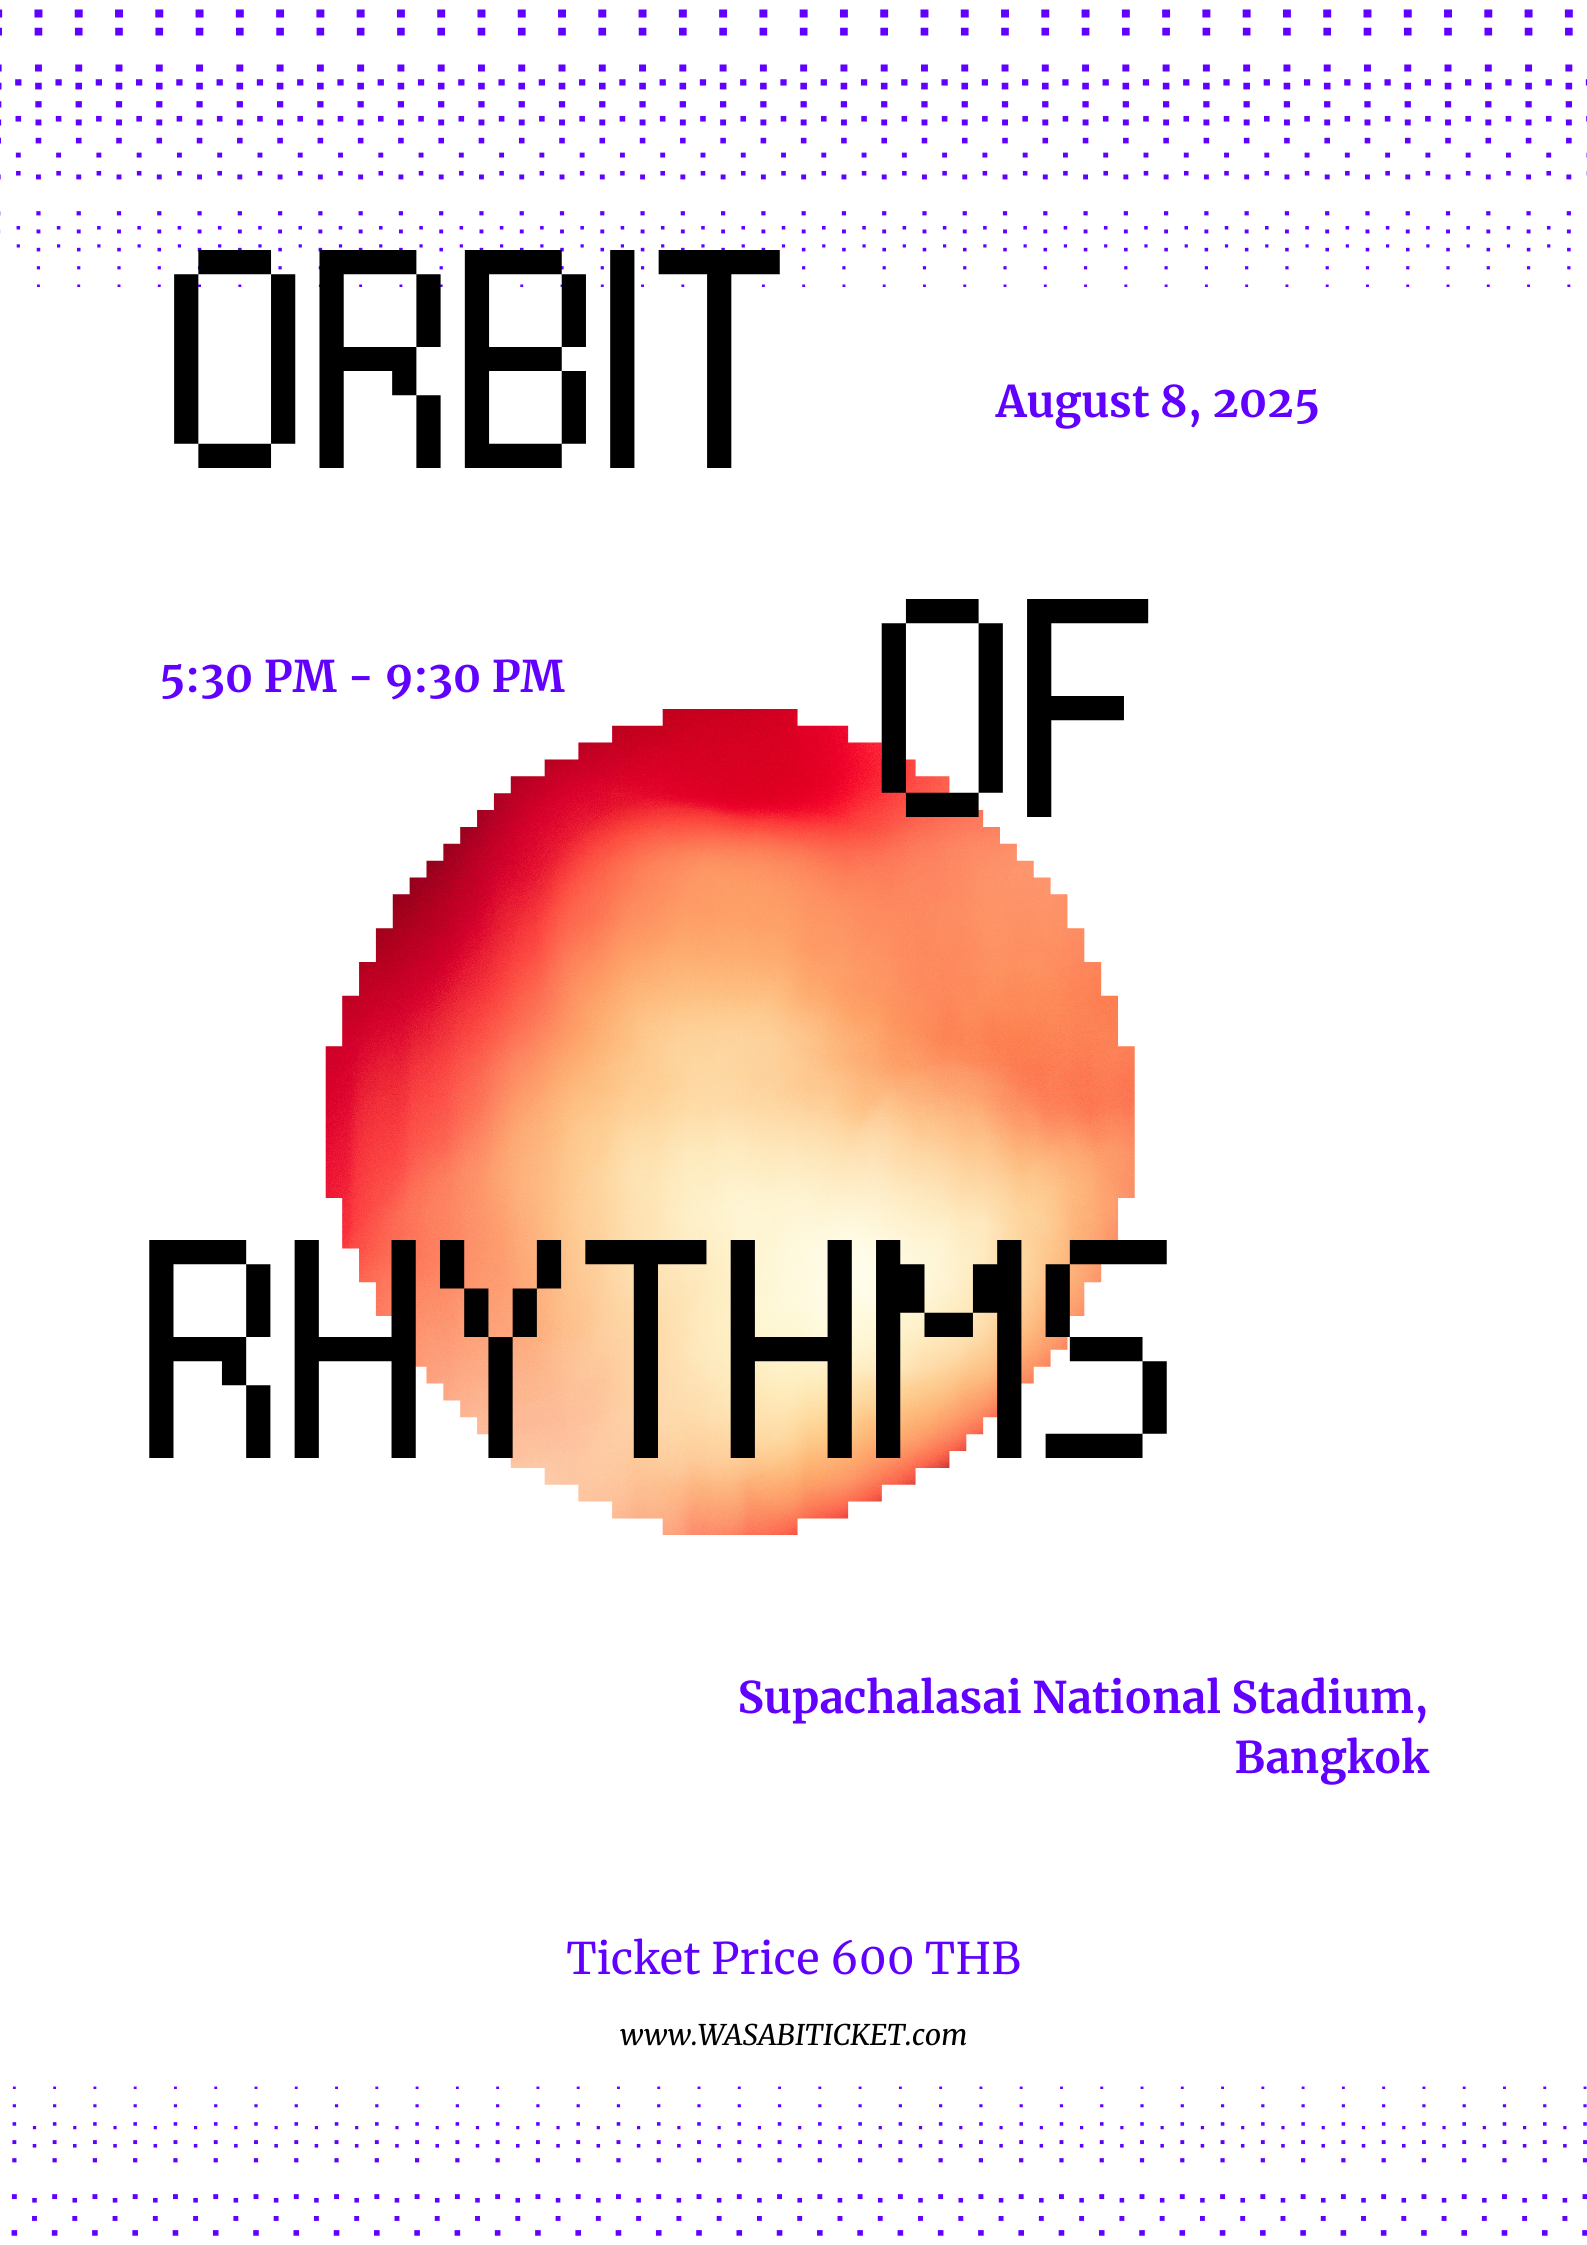 ORBIT
August 8, 2025
OF
5:30 PM - 9:30 PM
RHYTHMS
Supachalasai National Stadium,
Bangkok
Ticket Price 600 THB
www.WASABITICKET.com